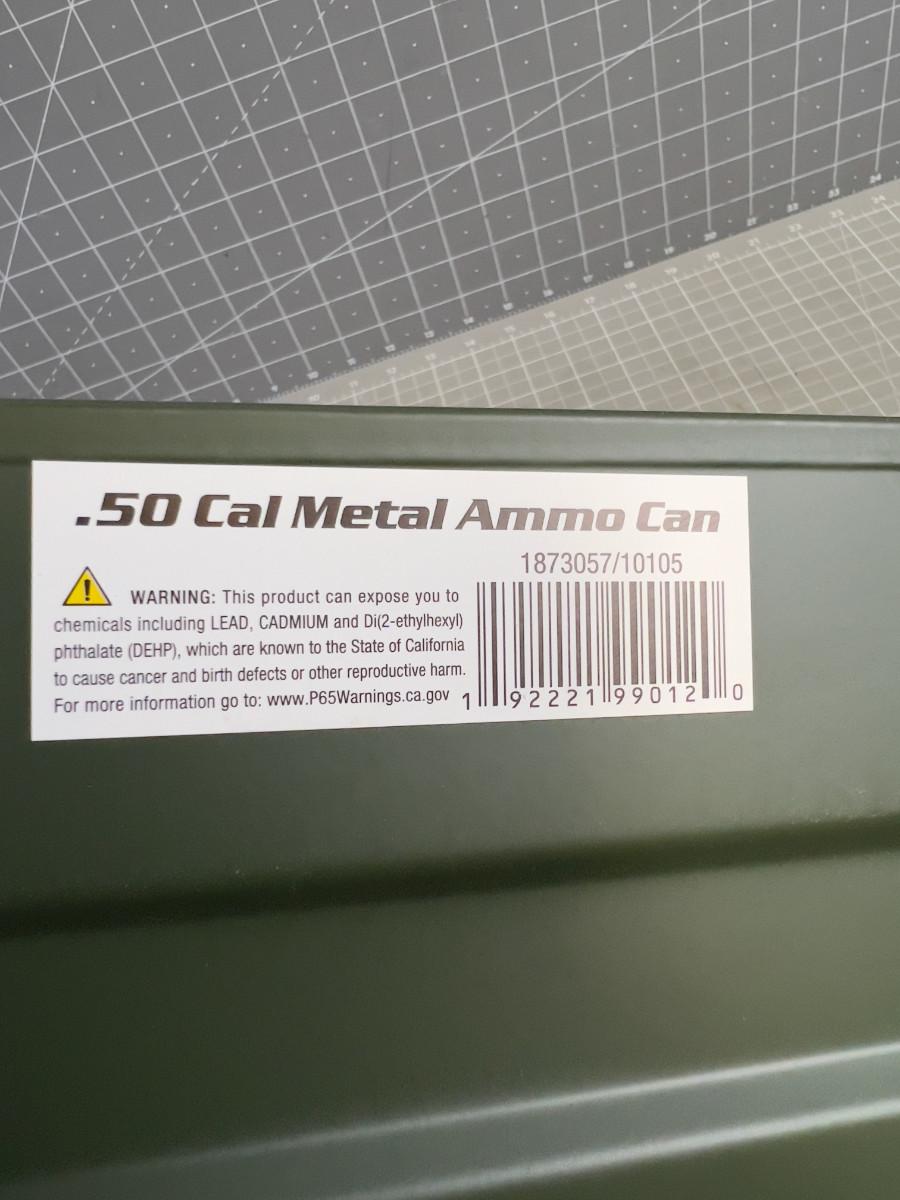 .50 Cal Metal Ammo Can
1873057/10105
WARNING: This product can expose you to
chemicals including LEAD, CADMIUM and Di(2-ethylhexyl)
phthalate (DEHP), which are known to the State of California
to cause cancer and birth defects or other reproductive harm.
For more information go to: www.P65Warnings.ca.gov
1 92221 99012 0